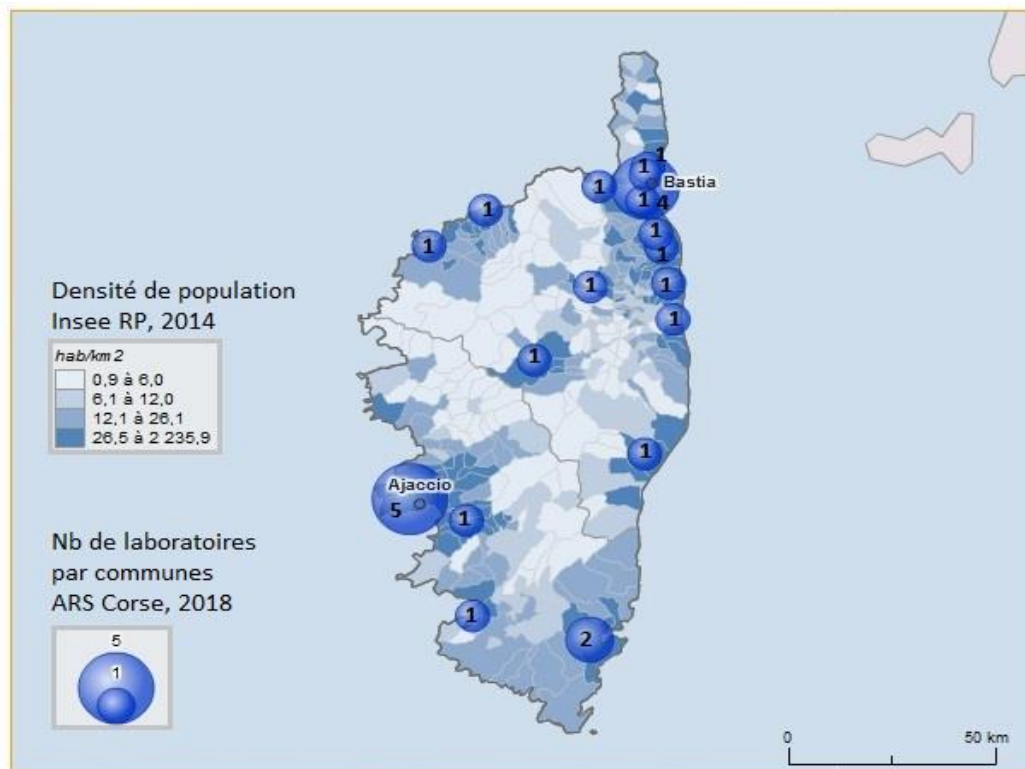 1
1
Bastia
1
1
4
1
1
1
1
1
1
1
1
1
Densité de population
Insee RP, 2014
hab/km 2
0,9 à 6,0
6,1 à 12,0
12,1 à 26,1
26,5 à 2 235,9
Ajaccio
5
1
1
2
Nb de laboratoires
par communes
ARS Corse, 2018
5
1
0
50 km